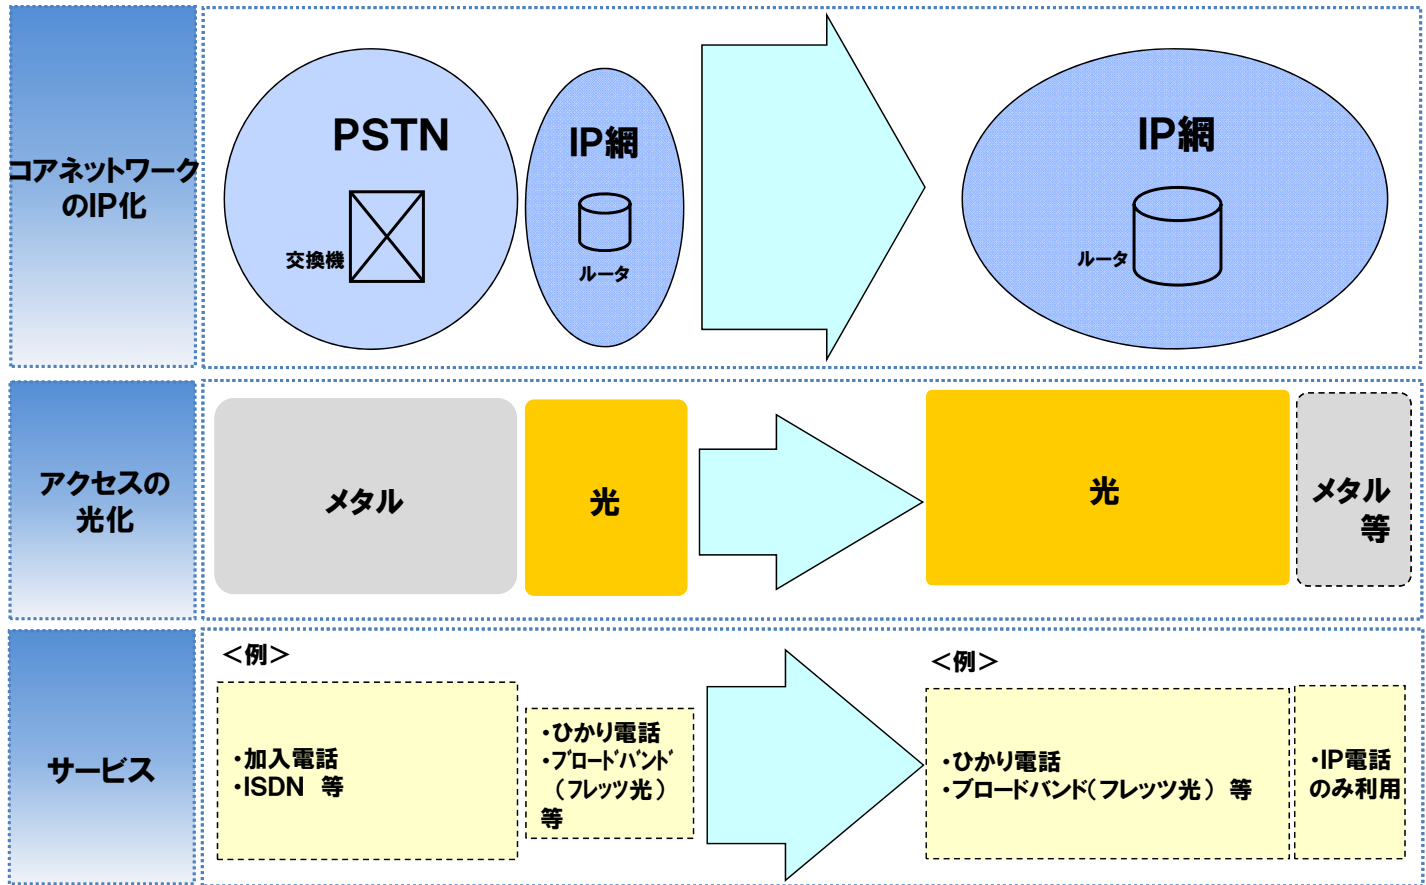 コアネットワーク
のIP化
PSTN
交換機
IP網
ルータ
IP網
ルータ
アクセスの
光化
メタル
光
光
メタル
等
サービス
＜例＞
・加入電話
・ISDN 等
・ひかり電話
・ﾌﾞﾛｰﾄﾞﾊﾞﾝﾄﾞ
（フレッツ光）
等
＜例＞
・ひかり電話
・ブロードバンド（フレッツ光） 等
・IP電話
のみ利用